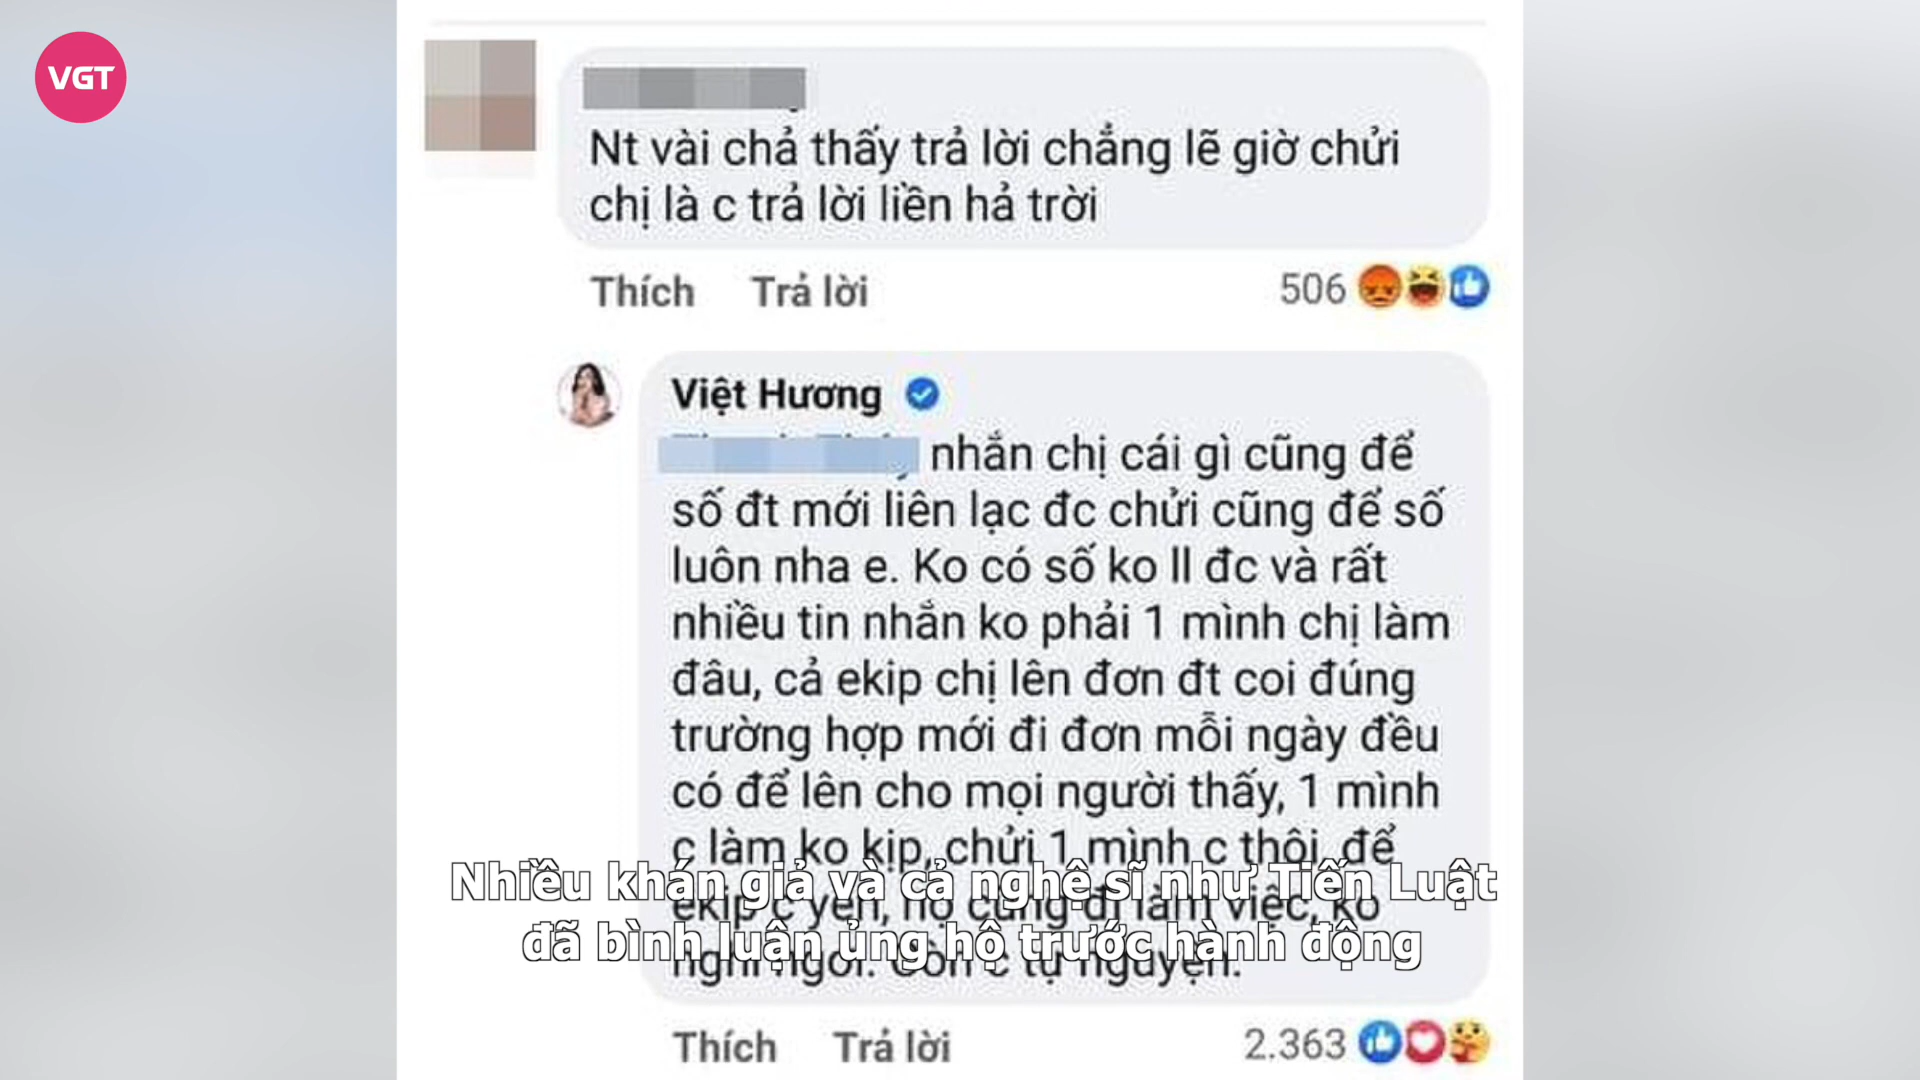 VGT
Nt vài chả thấy trả lời chẳng lẽ giờ chửi
chị là c trả lời liền hả trời
Thích Trả lời 506
Việt Hương
nhắn chị cái gì cũng để
số đt mới liên lạc đc chửi cũng để số
luôn nha e. Ko có số ko ll đc và rất
nhiều tin nhắn ko phải 1 mình chị làm
đâu, cả ekip chị lên đơn đt coi đúng
trường hợp mới đi đơn mỗi ngày đều
có để lên cho mọi người thấy, 1 mình
c làm ko kịp, chửi 1 mình c thôi, để
Nhiều khán giả và cả nghệ sĩ như Tiến Luật
ekip c yên, họ cũng đi làm việc, ko
đã bình luận ủng hộ trước hành động
nghỉ ngơi. Còn c tự nguyện.
Thích Trả lời 2.363